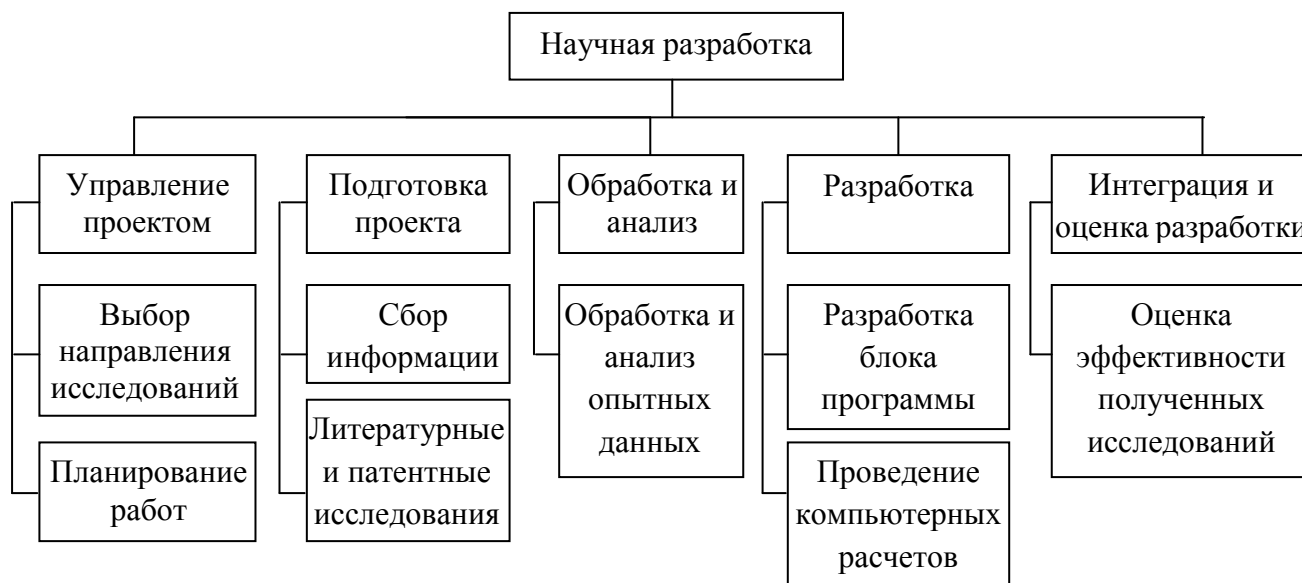 Научная разработка
Управление
проектом
Выбор
направления
исследований
Планирование
работ
Подготовка
проекта
Сбор
информации
Литературные
и патентные
исследования
Обработка и
анализ
Обработка и
анализ
опытных
данных
Разработка
Разработка
блока
программы
Проведение
компьютерных
расчетов
Интеграция и
оценка разработки
Оценка
эффективности
полученных
исследований